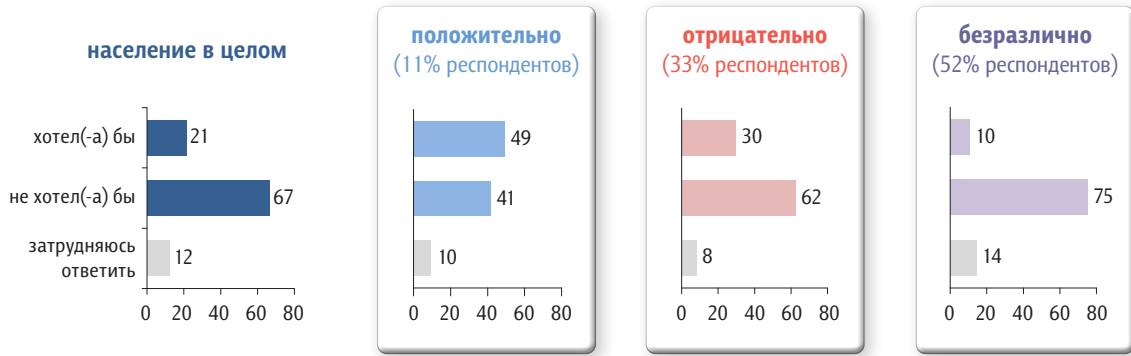 население в целом
хотел(-а) бы
21
не хотел(-а) бы
67
затрудняюсь
ответить
12
0 20 40 60 80
положительно
(11% респондентов)
49
41
10
0 20 40 60 80
отрицательно
(33% респондентов)
30
62
8
0 20 40 60 80
безразлично
(52% респондентов)
10
75
14
0 20 40 60 80